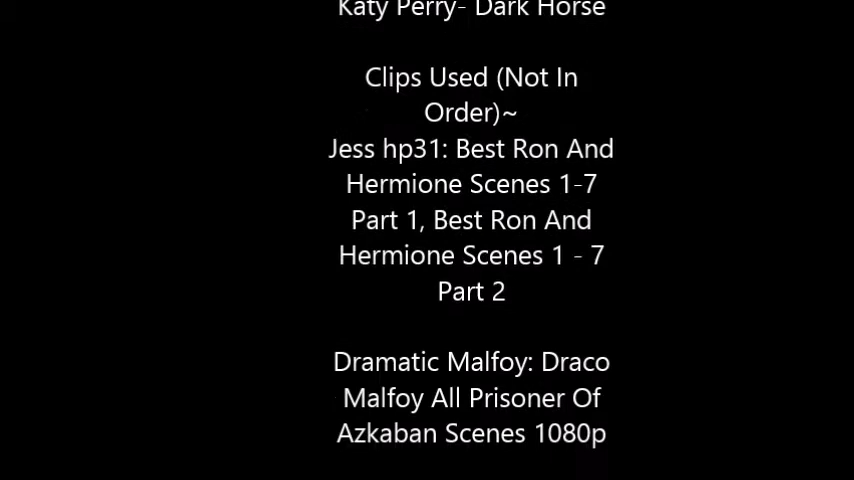 Katy Perry- Dark Horse
Clips Used (Not In
Order)~
Jess hp31: Best Ron And
Hermione Scenes 1-7
Part 1, Best Ron And
Hermione Scenes 1 - 7
Part 2
Dramatic Malfoy: Draco
Malfoy All Prisoner Of
Azkaban Scenes 1080p